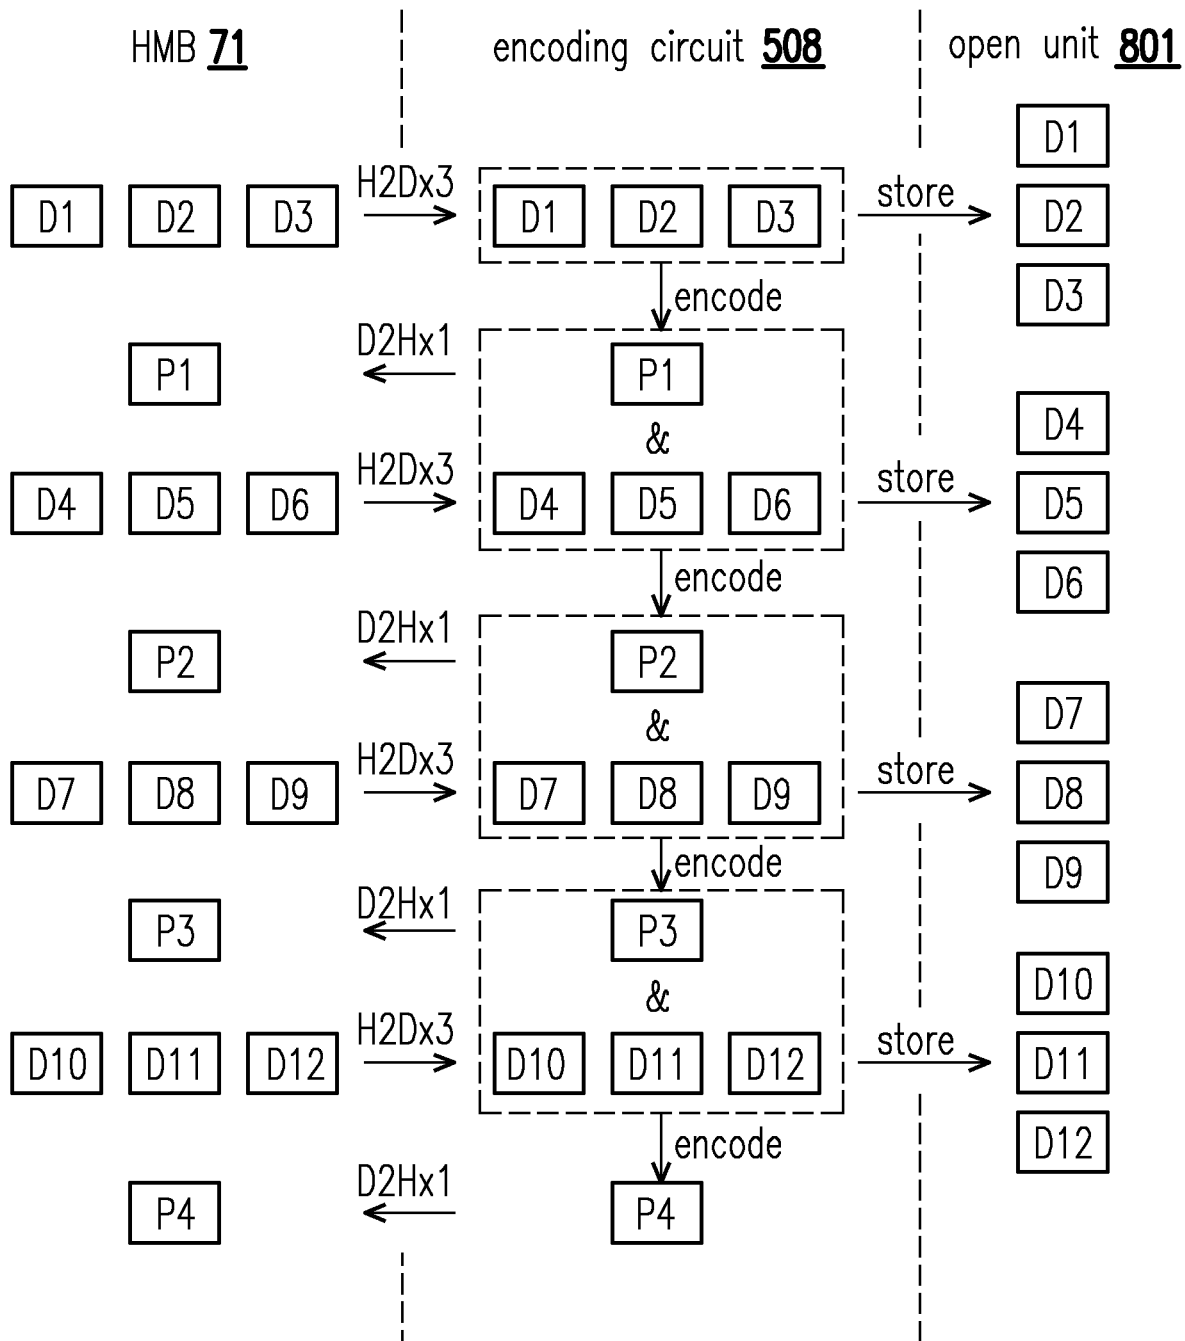 HMB 71 encoding circuit 508 open unit 801
D1
D1 D2 D3 H2Dx3 D1 D2 D3 store D2
D3
encode
P1 D2Hx1 P1
&
D4
D4 D5 D6 H2Dx3 D4 D5 D6 store D5
D6
encode
P2 D2Hx1 P2
&
D7
D7 D8 D9 H2Dx3 D7 D8 D9 store D8
D9
encode
P3 D2Hx1 P3
&
D10
D10 D11 D12 H2Dx3 D10 D11 D12 store D11
D12
encode
P4 D2Hx1 P4